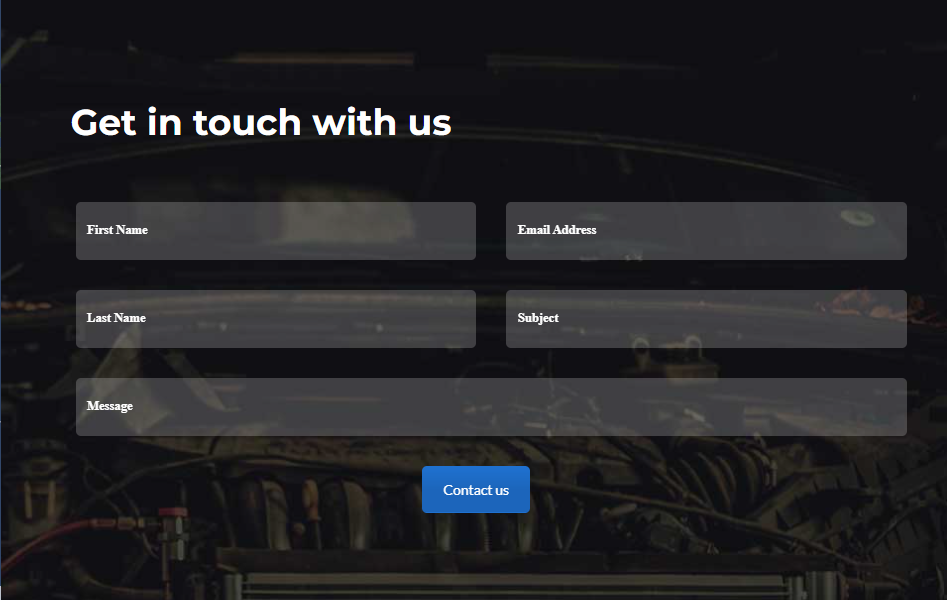 Get in touch with us
First Name
Email Address
Last Name
Subject
Message
Contact us